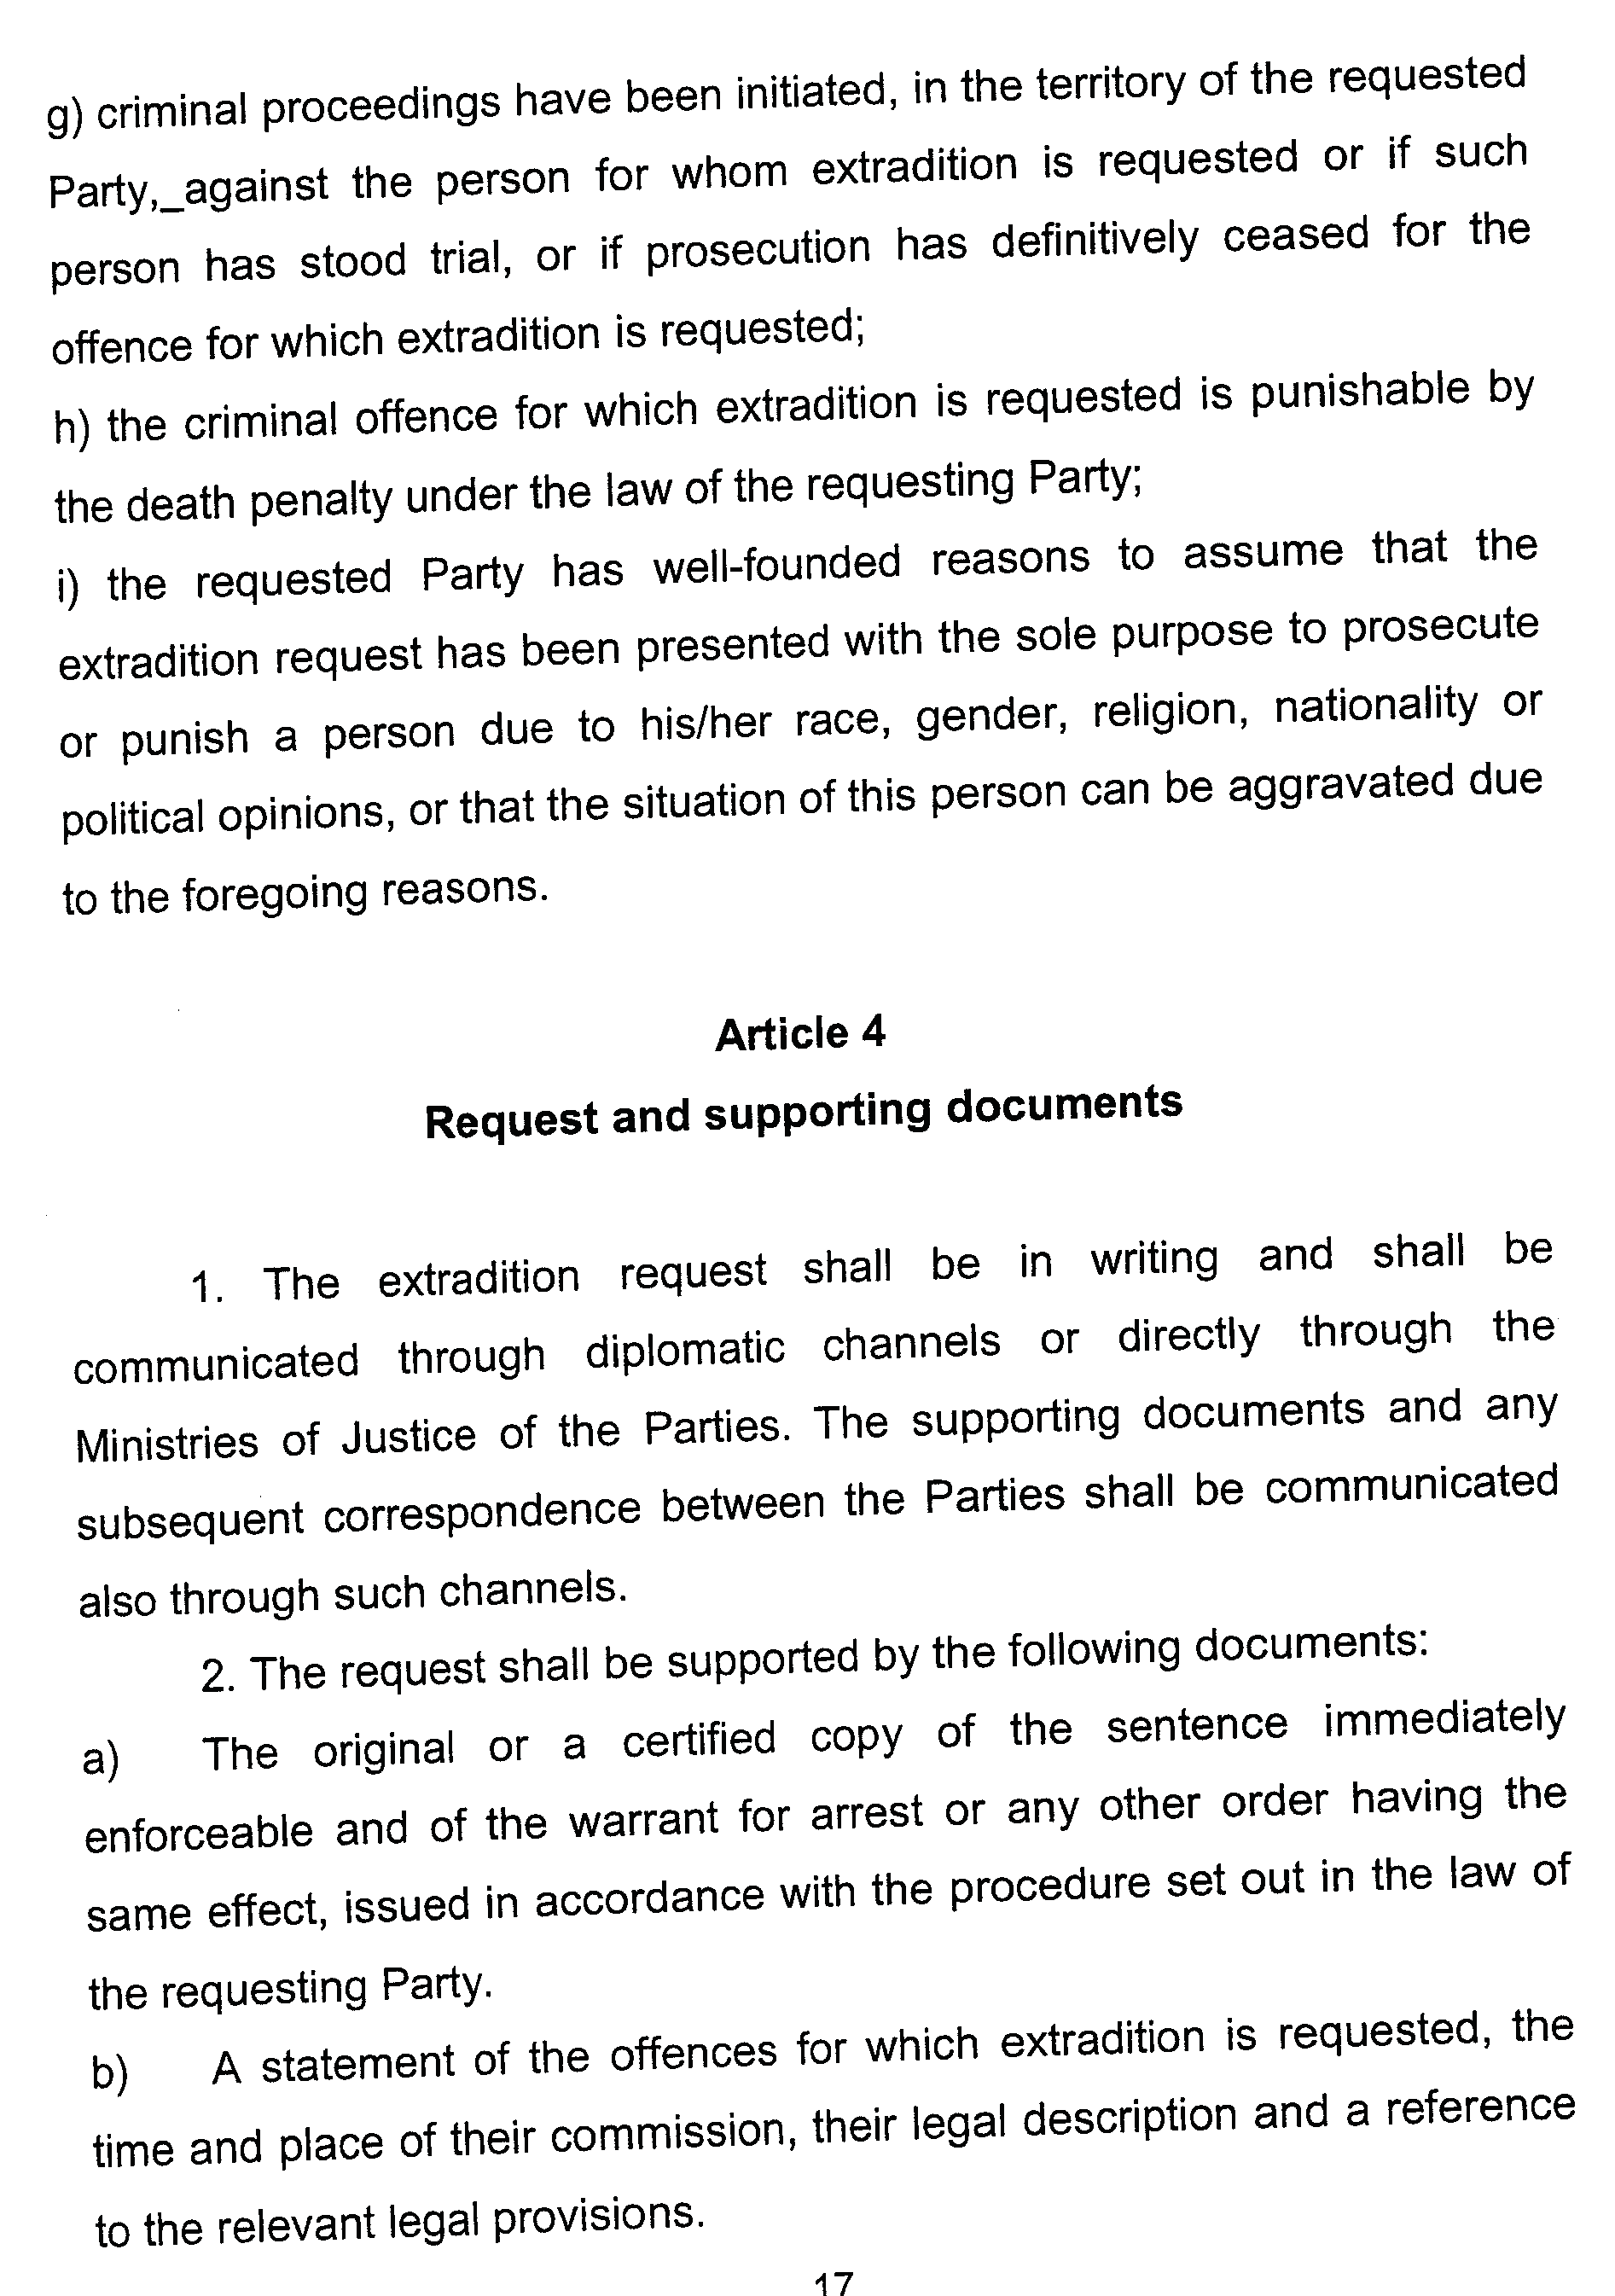 g) criminal proceedings have been initiated, in the territory of the requested
Party,_against the person for whom extradition is requested or if such
person has stood trial, or if prosecution has definitively ceased for the
offence for which extradition is requested;
h) the criminal offence for which extradition is requested is punishable by
the death penalty under the law of the requesting Party;
i) the requested Party has well-founded reasons to assume that the
extradition request has been presented with the sole purpose to prosecute
or punish a person due to his/her race, gender, religion, nationality or
political opinions, or that the situation of this person can be aggravated due
to the foregoing reasons.
Article 4
Request and supporting documents
1. The extradition request shall be in writing and shall be
communicated through diplomatic channels or directly through the
Ministries of Justice of the Parties. The supporting documents and any
subsequent correspondence between the Parties shall be communicated
also through such channels.
2. The request shall be supported by the following documents:
a) The original or a certified copy of the sentence immediately
enforceable and of the warrant for arrest or any other order having the
same effect, issued in accordance with the procedure set out in the law of
the requesting Party.
b) A statement of the offences for which extradition is requested, the
time and place of their commission, their legal description and a reference
to the relevant legal provisions.
17